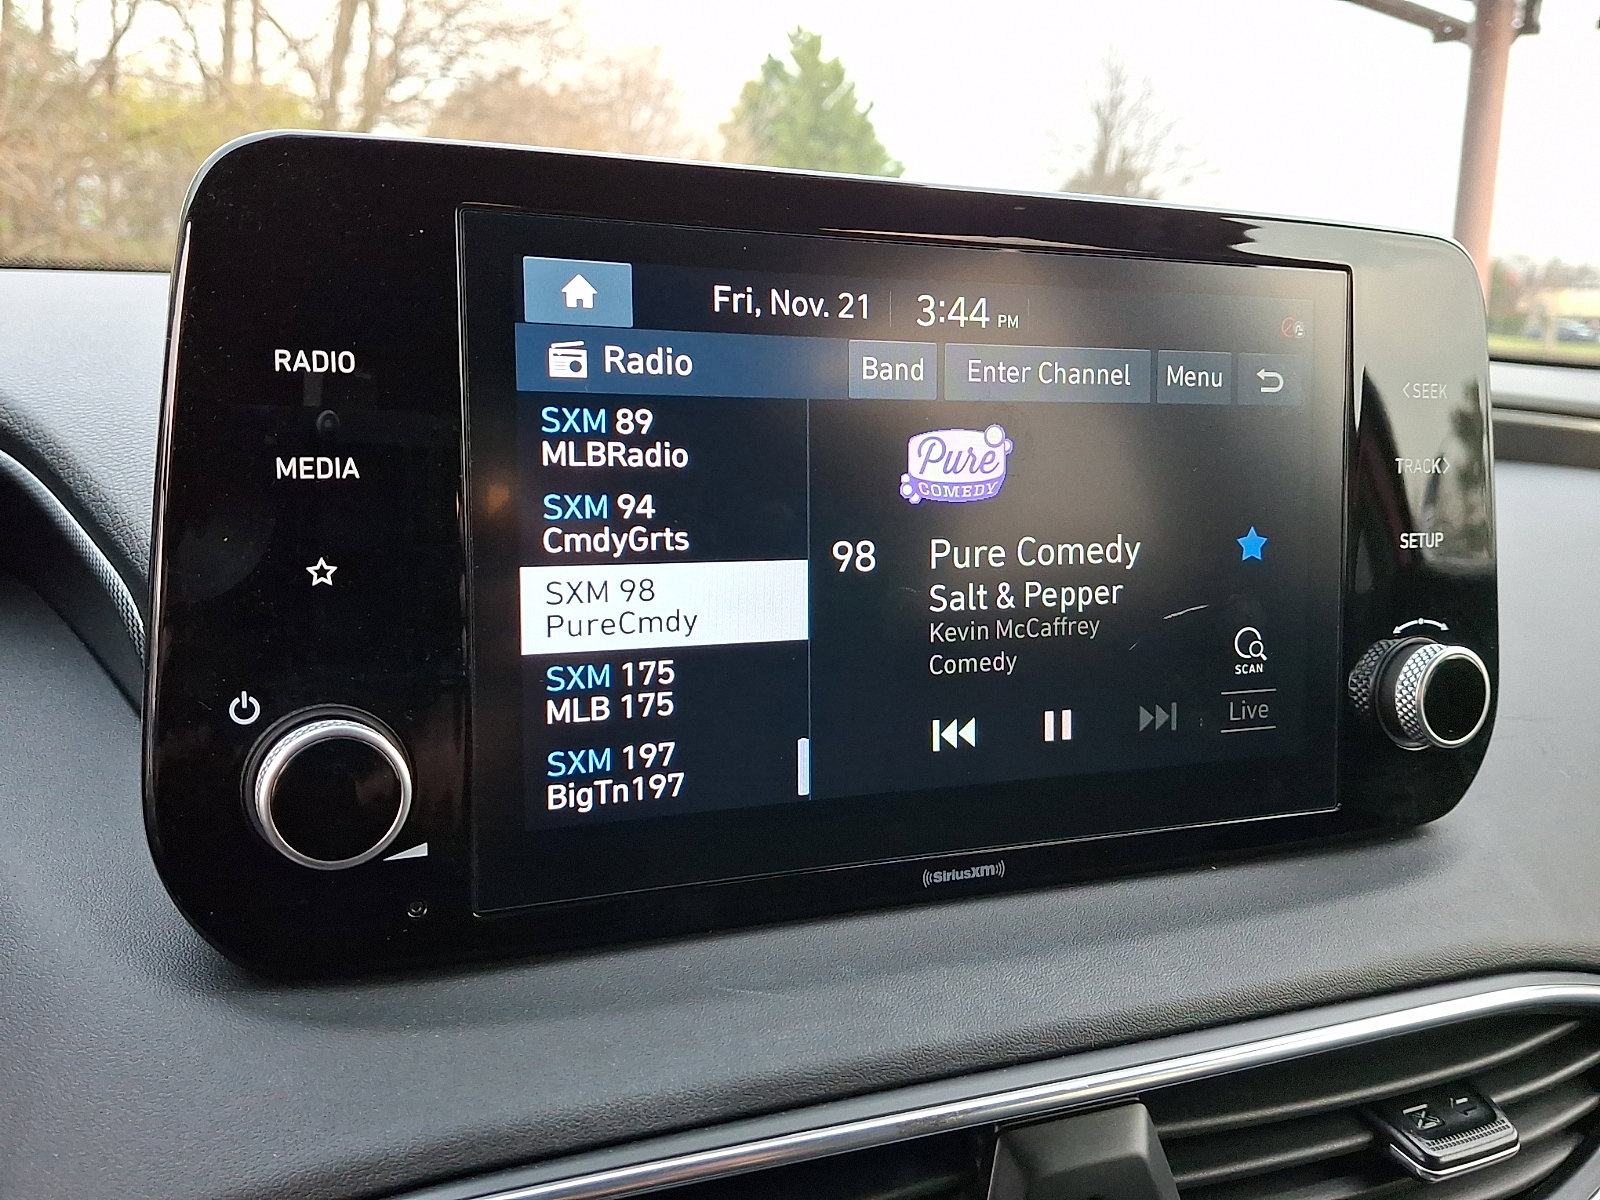 Fri, Nov. 21 3:44 PM
Radio Band Enter Channel Menu
RADIO
MEDIA
SXM 89
MLBRadio
SXM 94
CmdyGrts
SXM 98
PureCmdy
SXM 175
MLB 175
SXM 197
BigTn197
Pure
COMEDY
98 Pure Comedy
Salt & Pepper
Kevin McCaffrey
Comedy
SCAN
Live
< SEEK
TRACK >
SETUP
((SiriusXM))